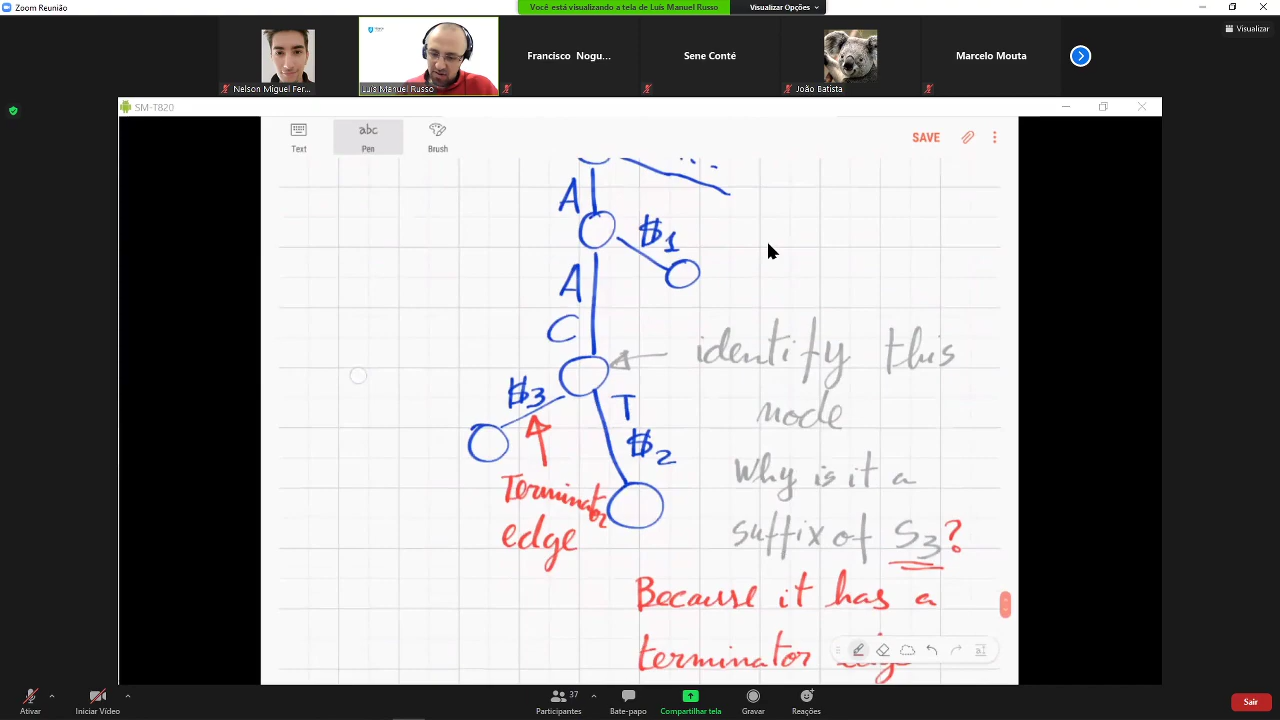 Zoom Reunião
Você está visualizando a tela de Luís Manuel Russo
Visualizar Opções
Visualizar
Nelson Miguel Fer...
Luís Manuel Russo
Francisco Nogu...
Sene Conté
João Batista
Marcelo Mouta
SM-T820
abc
Text
Pen
Brush
SAVE
A
$1
A
C
identify this
node
$3
T
$2
Terminator
edge
Why is it a
suffix of S3?
Because it has a
terminator edge
Ativar
Iniciar Vídeo
37
Participantes
Bate-papo
Compartilhar tela
Gravar
Reações
Sair